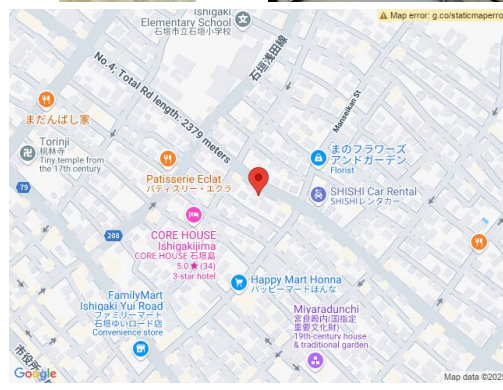 Ishigaki
Elementary School
石垣市立石垣小学校
Map error: g.co/staticmaperro
石垣浅田線
No.4; Total Rd length: 2379 meters
Manseikan St
まだんばし家
Torinji
桃林寺
Tiny temple from
the 17th century
まのフラワーズ
アンドガーデン
Florist
Patisserie Eclat
パティスリー・エクラ
79
SHISHI Car Rental
SHISHIレンタカー
208
CORE HOUSE
Ishigakijima
CORE HOUSE 石垣島
5.0★(34)
3-star hotel
Happy Mart Honna
ハッピーマートほんな
FamilyMart
Ishigaki Yui Road
ファミリーマート
石垣ゆいロード店
Convenience store
Miyaradunchi
宮良殿内(国指定
重要文化財)
19th-century house
& traditional garden
市役所
Google
Map data ©202